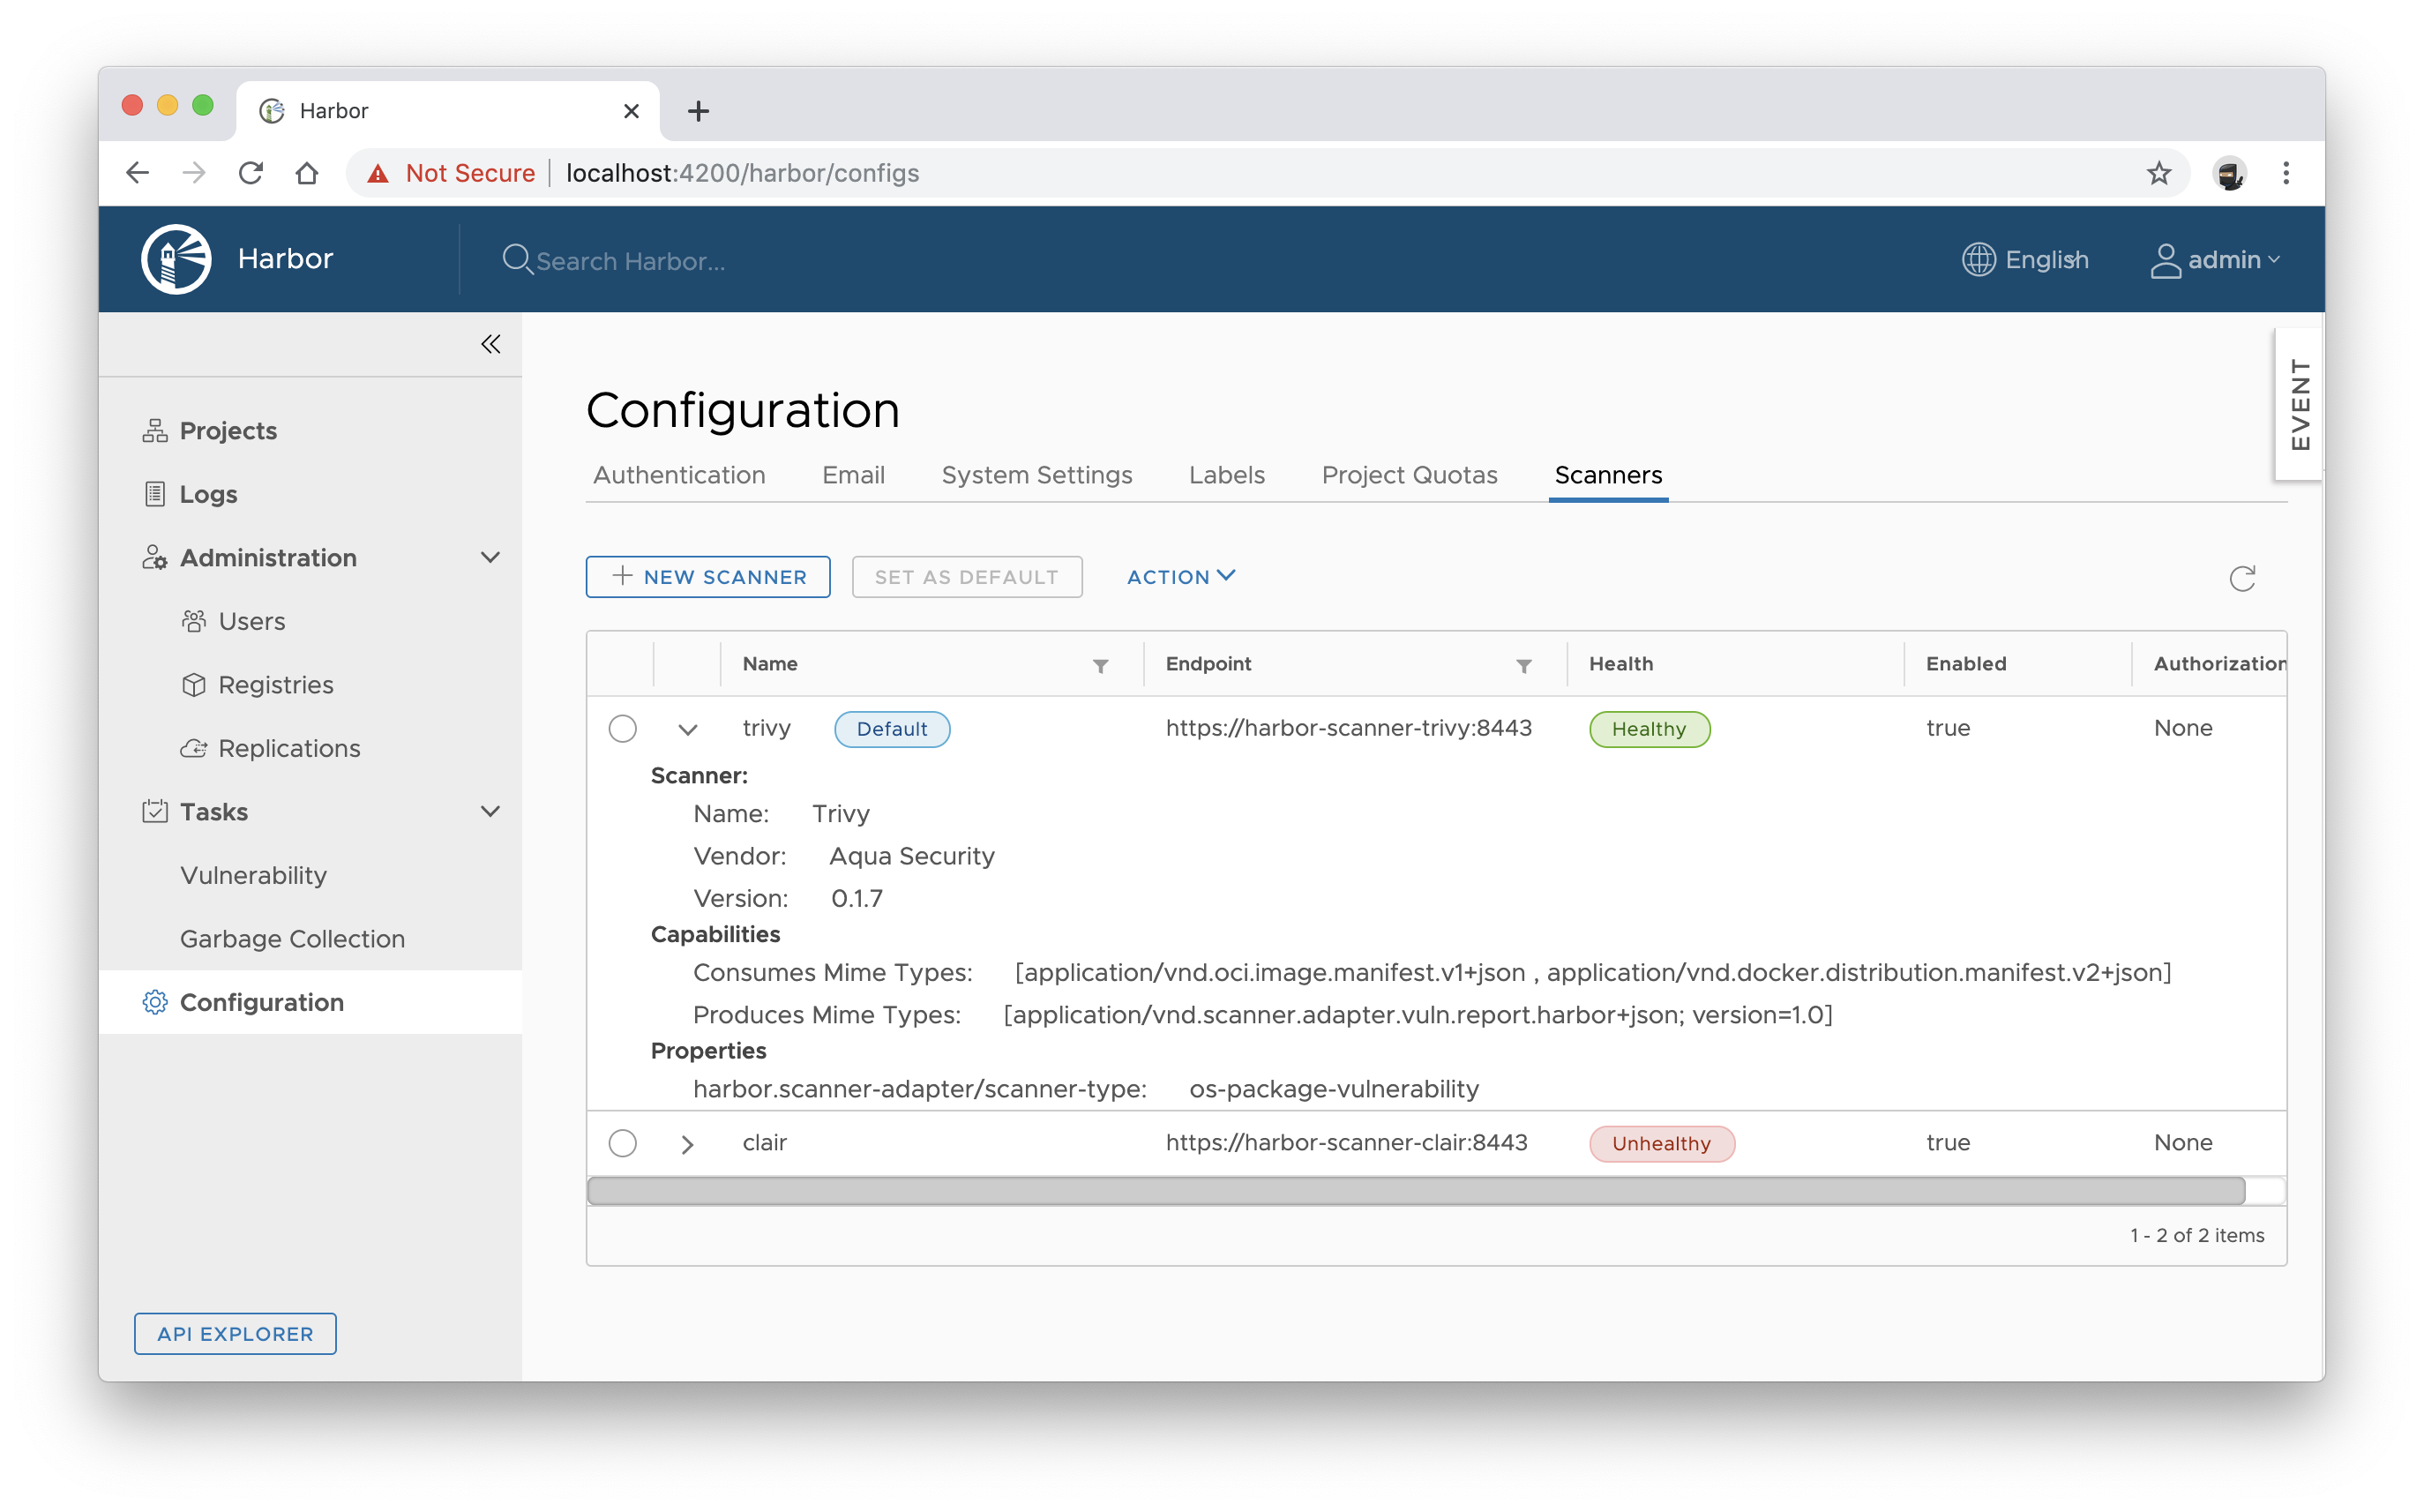 Harbor
Not Secure | localhost:4200/harbor/configs
Harbor
Search Harbor...
English
admin
EVENT
Projects
Logs
Administration
Users
Registries
Replications
Tasks
Vulnerability
Garbage Collection
Configuration
API EXPLORER
Configuration
Authentication Email System Settings Labels Project Quotas Scanners
+ NEW SCANNER SET AS DEFAULT ACTION
Name Endpoint Health Enabled Authorization
trivy Default https://harbor-scanner-trivy:8443 Healthy true None
Scanner:
Name: Trivy
Vendor: Aqua Security
Version: 0.1.7
Capabilities
Consumes Mime Types: [application/vnd.oci.image.manifest.v1+json , application/vnd.docker.distribution.manifest.v2+json]
Produces Mime Types: [application/vnd.scanner.adapter.vuln.report.harbor+json; version=1.0]
Properties
harbor.scanner-adapter/scanner-type: os-package-vulnerability
clair https://harbor-scanner-clair:8443 Unhealthy true None
1 - 2 of 2 items